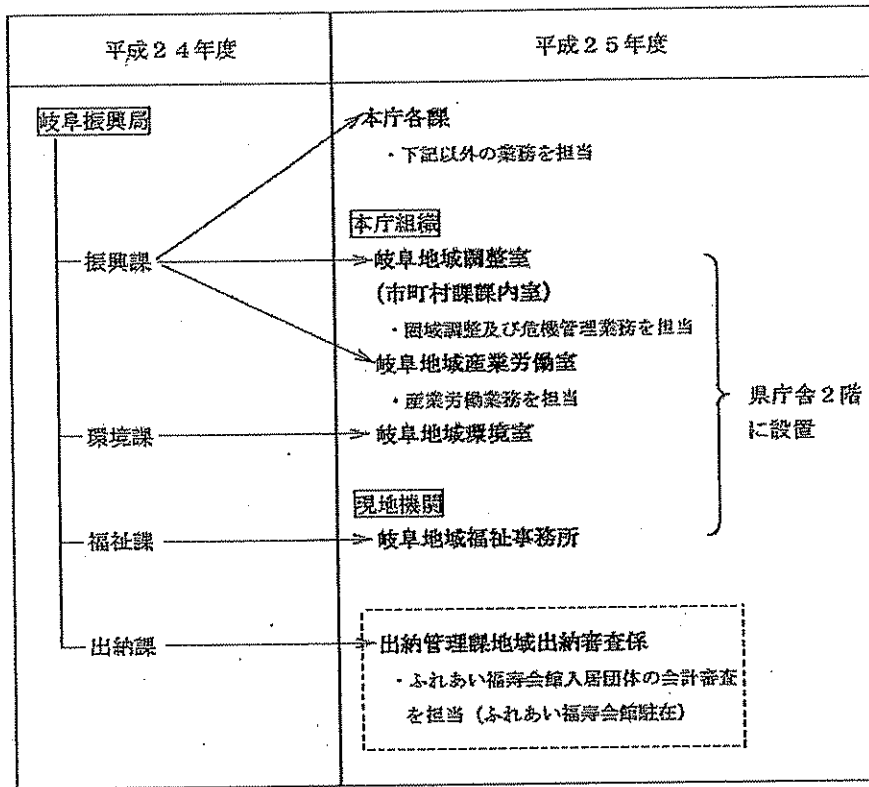 平成２４年度
平成２５年度
岐阜振興局
振興課
環境課
福祉課
出納課
本庁各課
・下記以外の業務を担当
本庁組織
岐阜地域調整室
(市町村課課内室)
・圏域調整及び危機管理業務を担当
岐阜地域産業労働室
・産業労働業務を担当
岐阜地域環境室
現地機関
岐阜地域福祉事務所
県庁舎２階
に設置
出納管理課地域出納審査係
・ふれあい福寿会館入居団体の会計審査
を担当（ふれあい福寿会館駐在）